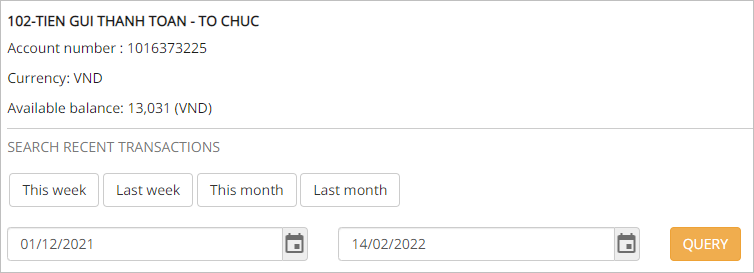 102-TIEN GUI THANH TOAN - TO CHUC
Account number : 1016373225
Currency: VND
Available balance: 13,031 (VND)
SEARCH RECENT TRANSACTIONS
This week Last week This month Last month
01/12/2021 14/02/2022 QUERY